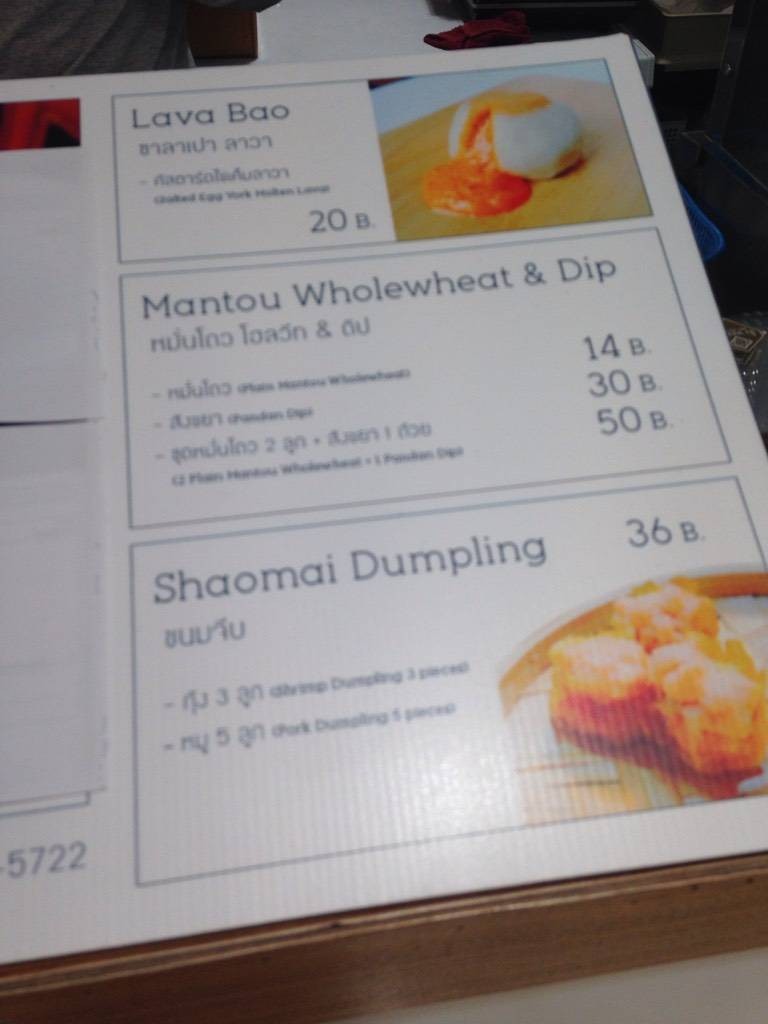 Lava Bao
ซาลาเปา ลาวา
- คัสตาร์ดไข่เค็มลาวา
(Salted Egg York Molten Lava)
20 B.
Mantou Wholewheat & Dip
หมั่นโถว โฮลวีท & ดิป
- หมั่นโถว (Plain Mantou Wholewheat) 14 B.
- สังขยา (Pandan Dip) 30 B.
- ชุดหมั่นโถว 2 ลูก + สังขยา 1 ถ้วย 50 B.
(2 Plain Mantou Wholewheat + 1 Pandan Dip)
Shaomai Dumpling 36 B.
ขนมจีบ
- กุ้ง 3 ลูก (Shrimp Dumpling 3 pieces)
- หมู 5 ลูก (Pork Dumpling 5 pieces)
-5722